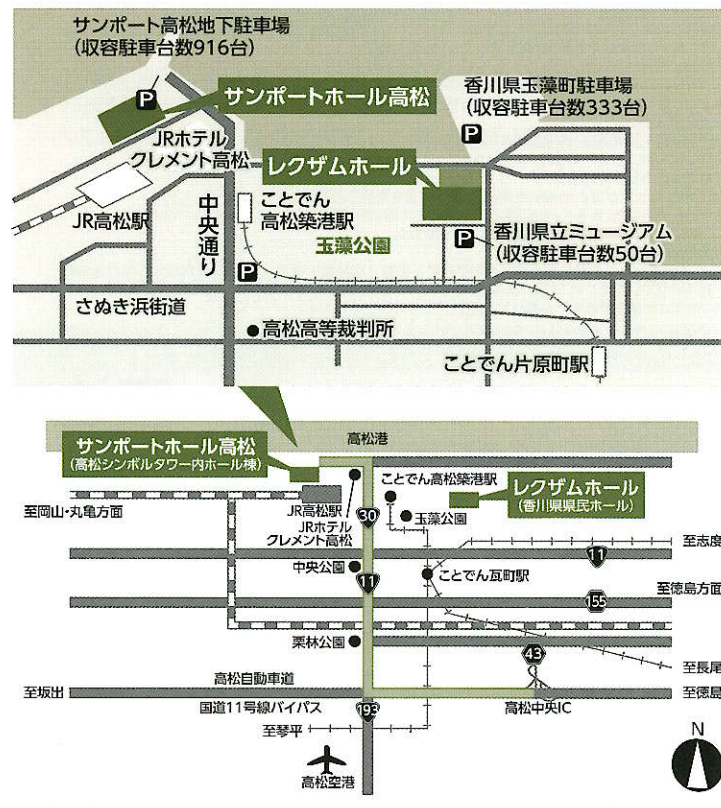 サンポート高松地下駐車場
(収容駐車台数916台)
P
サンポートホール高松
香川県玉藻町駐車場
(収容駐車台数333台)
P
JRホテル
クレメント高松
レクザムホール
JR高松駅
中央通り
ことでん
高松築港駅
玉藻公園
P
香川県立ミュージアム
(収容駐車台数50台)
P
さぬき浜街道
高松高等裁判所
ことでん片原町駅
高松港
サンポートホール高松
(高松シンボルタワー内ホール棟)
ことでん高松築港駅
レクザムホール
(香川県県民ホール)
至岡山・丸亀方面
JR高松駅
JRホテル
クレメント高松
30
玉藻公園
至志度
11
中央公園
11
ことでん瓦町駅
至徳島方面
155
栗林公園
43
至長尾
高松自動車道
至坂出
至徳島
国道11号線バイパス
193
高松中央IC
至琴平
高松空港
N